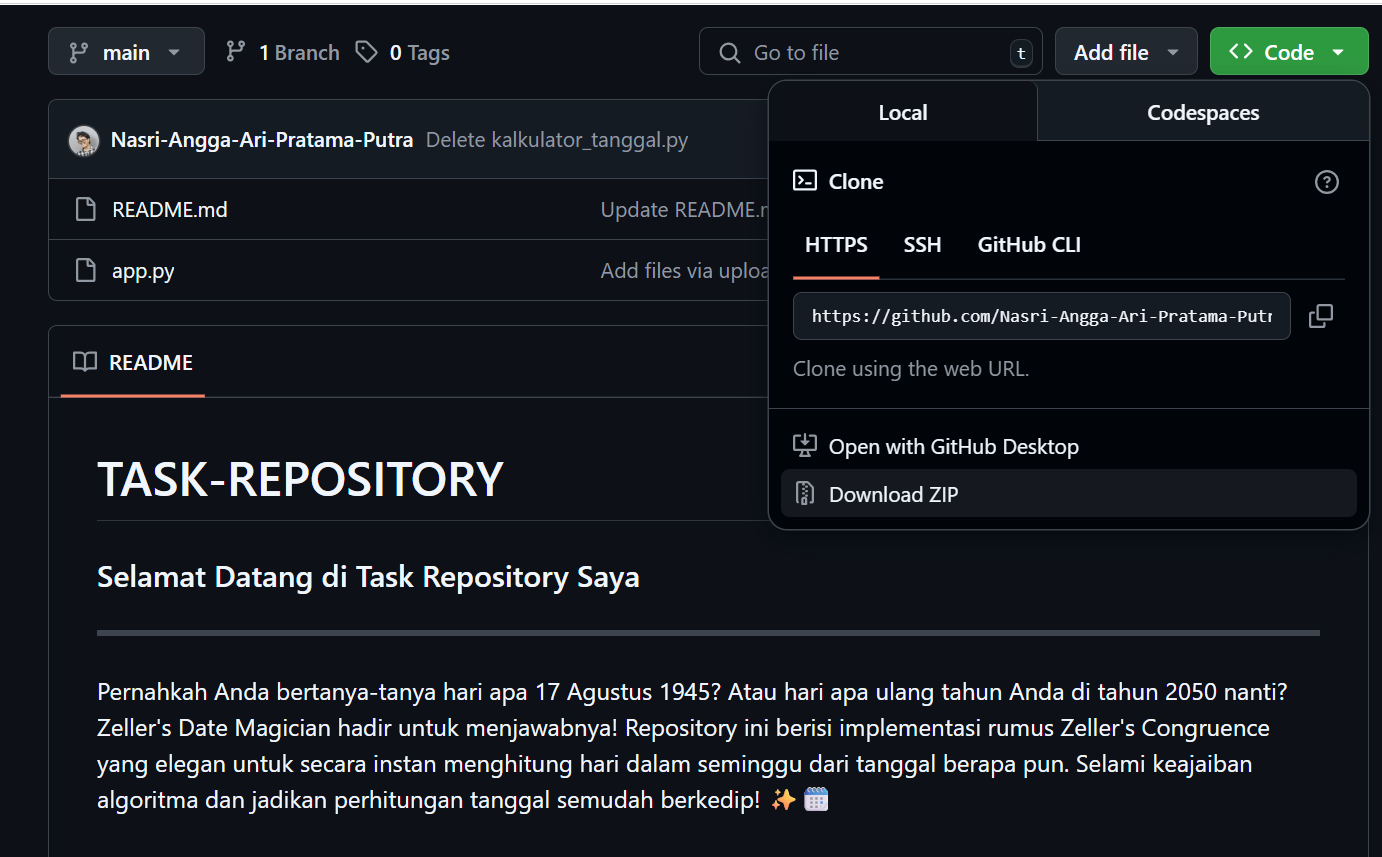 main
1 Branch
0 Tags
Go to file
t
Add file
Code
Local
Codespaces
Nasri-Angga-Ari-Pratama-Putra Delete kalkulator_tanggal.py
Clone
README.md
Update README.
HTTPS
SSH
GitHub CLI
app.py
Add files via uploa
https://github.com/Nasri-Angga-Ari-Pratama-Putr
Clone using the web URL.
README
Open with GitHub Desktop
Download ZIP
TASK-REPOSITORY
Selamat Datang di Task Repository Saya
Pernahkah Anda bertanya-tanya hari apa 17 Agustus 1945? Atau hari apa ulang tahun Anda di tahun 2050 nanti?
Zeller's Date Magician hadir untuk menjawabnya! Repository ini berisi implementasi rumus Zeller's Congruence
yang elegan untuk secara instan menghitung hari dalam seminggu dari tanggal berapa pun. Selami keajaiban
algoritma dan jadikan perhitungan tanggal semudah berkedip! ✨🗓️